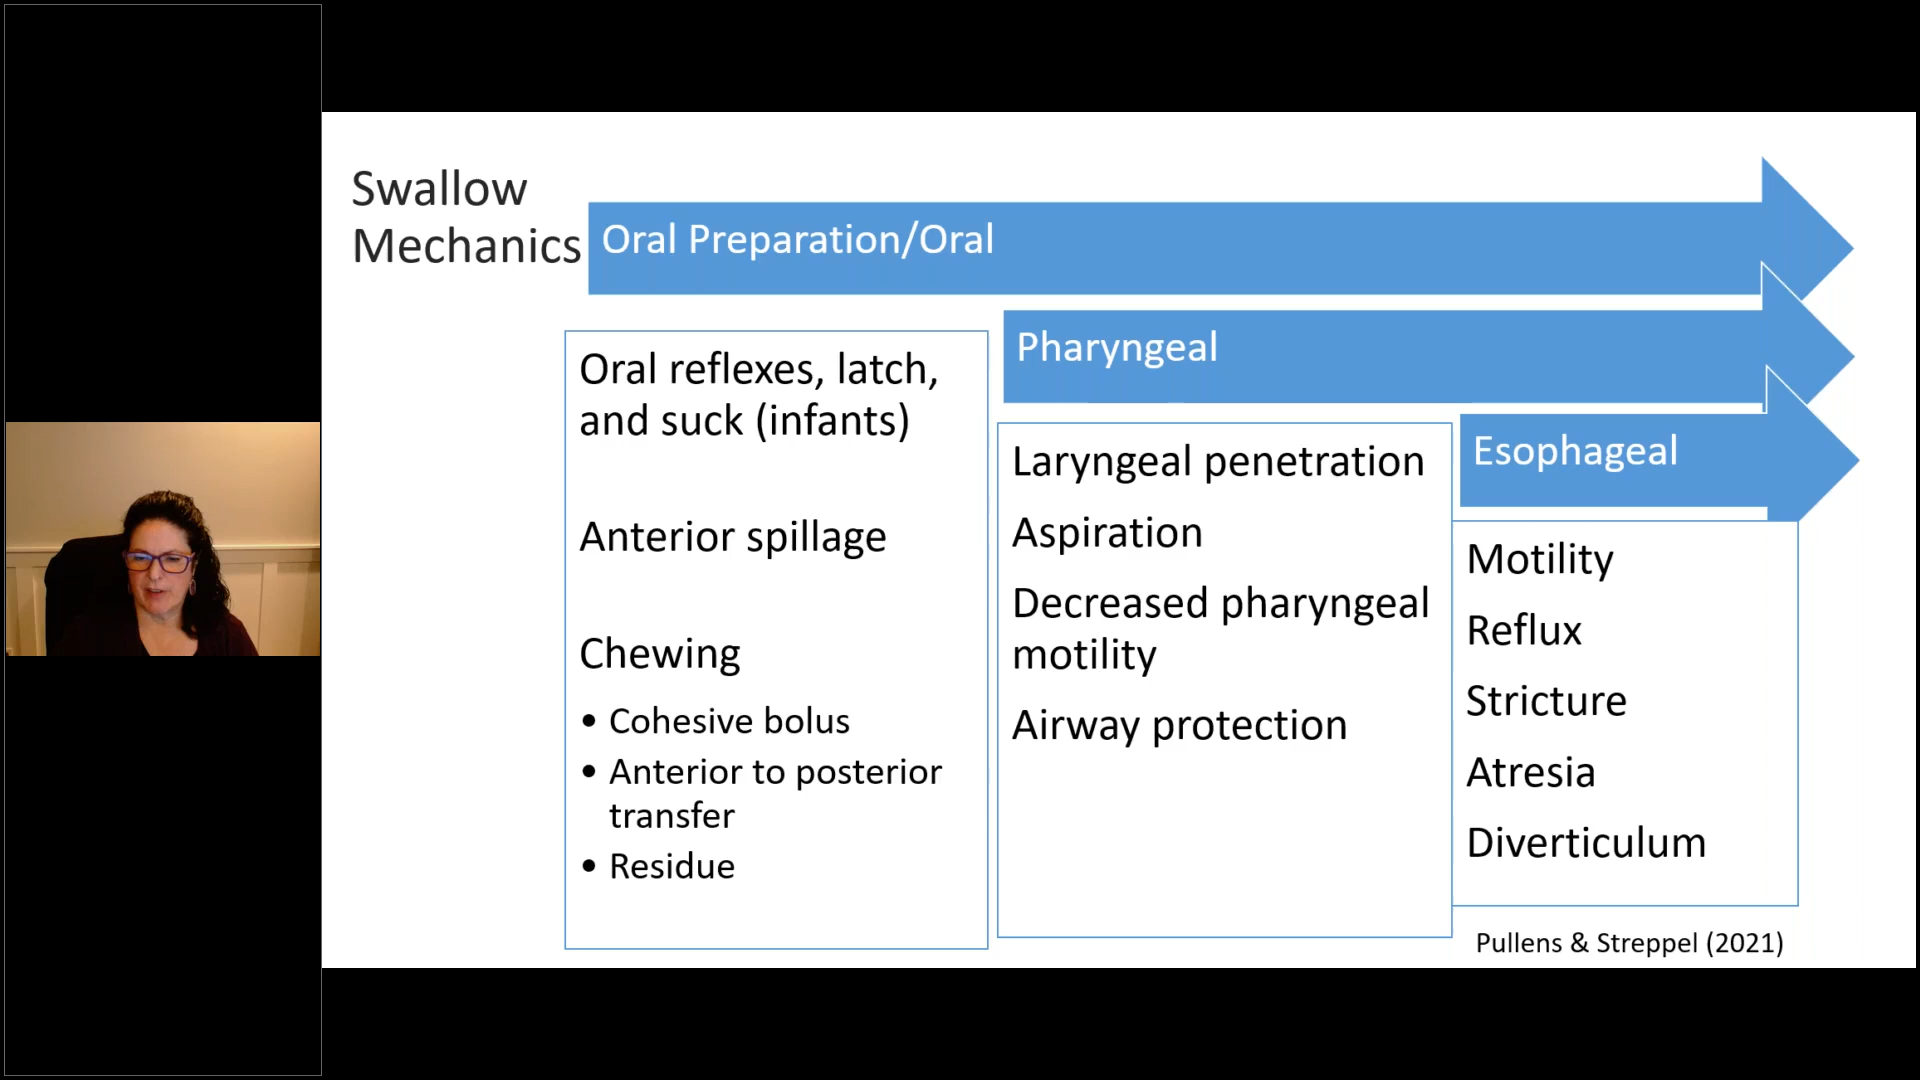 Swallow
Mechanics
Oral Preparation/Oral
Oral reflexes, latch,
and suck (infants)
Anterior spillage
Chewing
• Cohesive bolus
• Anterior to posterior
transfer
• Residue
Pharyngeal
Laryngeal penetration
Aspiration
Decreased pharyngeal
motility
Airway protection
Esophageal
Motility
Reflux
Stricture
Atresia
Diverticulum
Pullens & Streppel (2021)